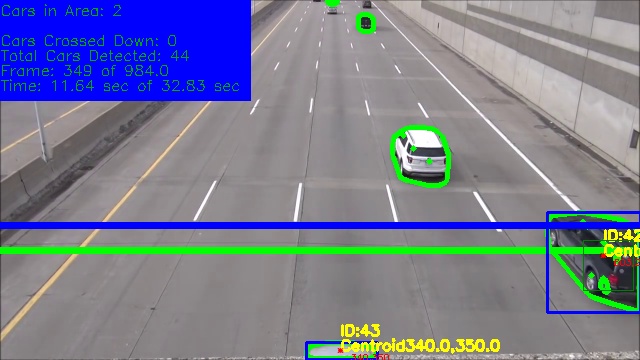 Cars in Area: 2
Cars Crossed Down: 0
Total Cars Detected: 44
Frame: 349 of 984.0
Time: 11.64 sec of 32.83 sec
ID:42
Cent
ID:43
Centroid340.0,350.0